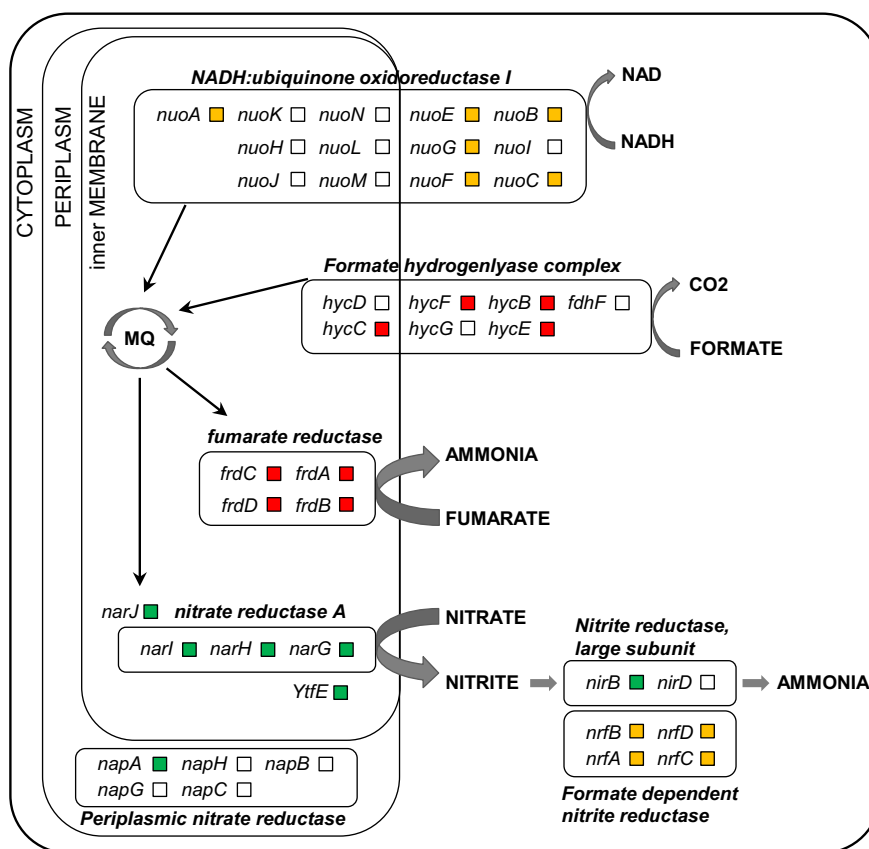 CYTOPLASM
PERIPLASM
inner MEMBRANE
NADH:ubiquinone oxidoreductase I
nuoA nuoK nuoN nuoE nuoB
nuoH nuoL nuoG nuoI
nuoJ nuoM nuoF nuoC
NAD
NADH
Formate hydrogenlyase complex
hycD hycF hycB fdhF
hycC hycG hycE
CO2
FORMATE
MQ
fumarate reductase
frdC frdA
frdD frdB
AMMONIA
FUMARATE
narJ nitrate reductase A
narI narH narG
YtfE
NITRATE
NITRITE
Nitrite reductase,
large subunit
nirB nirD
AMMONIA
nrfB nrfD
nrfA nrfC
Formate dependent
nitrite reductase
napA napH napB
napG napC
Periplasmic nitrate reductase